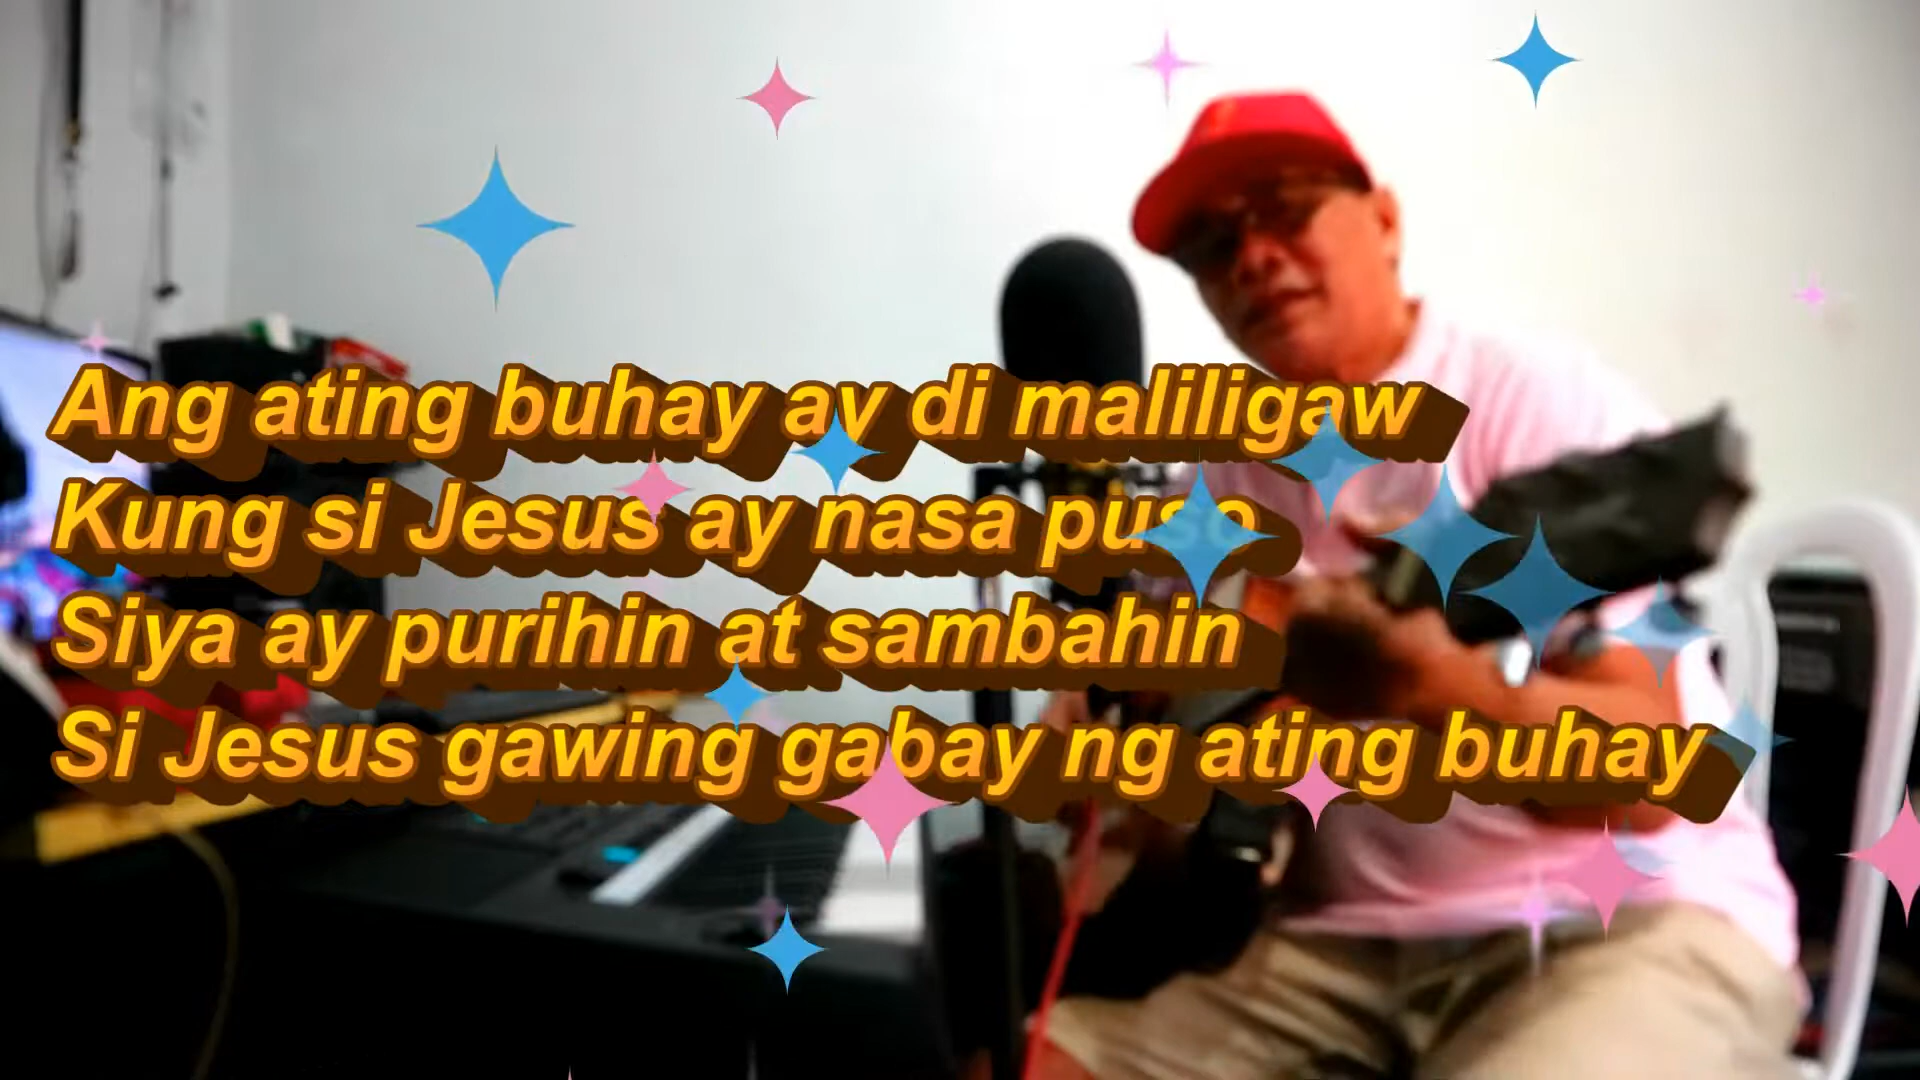 Ang ating buhay ay di maliligaw
Kung si Jesus ay nasa puso
Siya ay purihin at sambahin
Si Jesus gawing gabay ng ating buhay